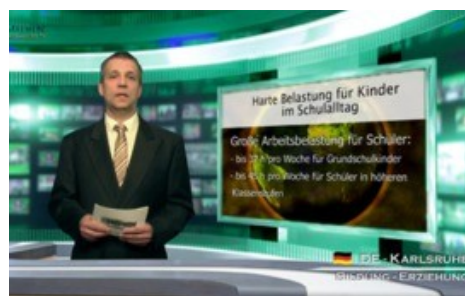 Harte Belastung für Kinder
im Schulalltag
Große Arbeitsbelastung für Schüler:
- bis 32 h pro Woche für Grundschulkinder
- bis 45 h pro Woche für Schüler in höheren
Klassenstufen
DE - KARLSRUHE
BILDUNG - ERZIEHUNG